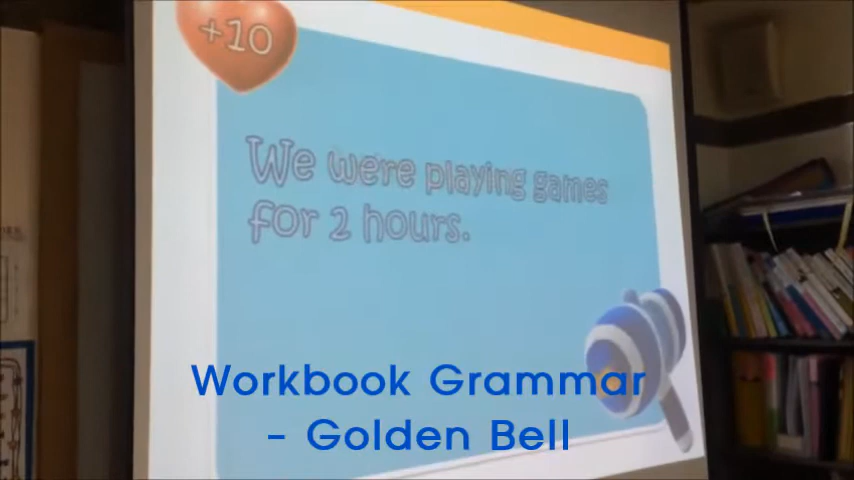 +10
We were playing games
for 2 hours.
Workbook Grammar
- Golden Bell